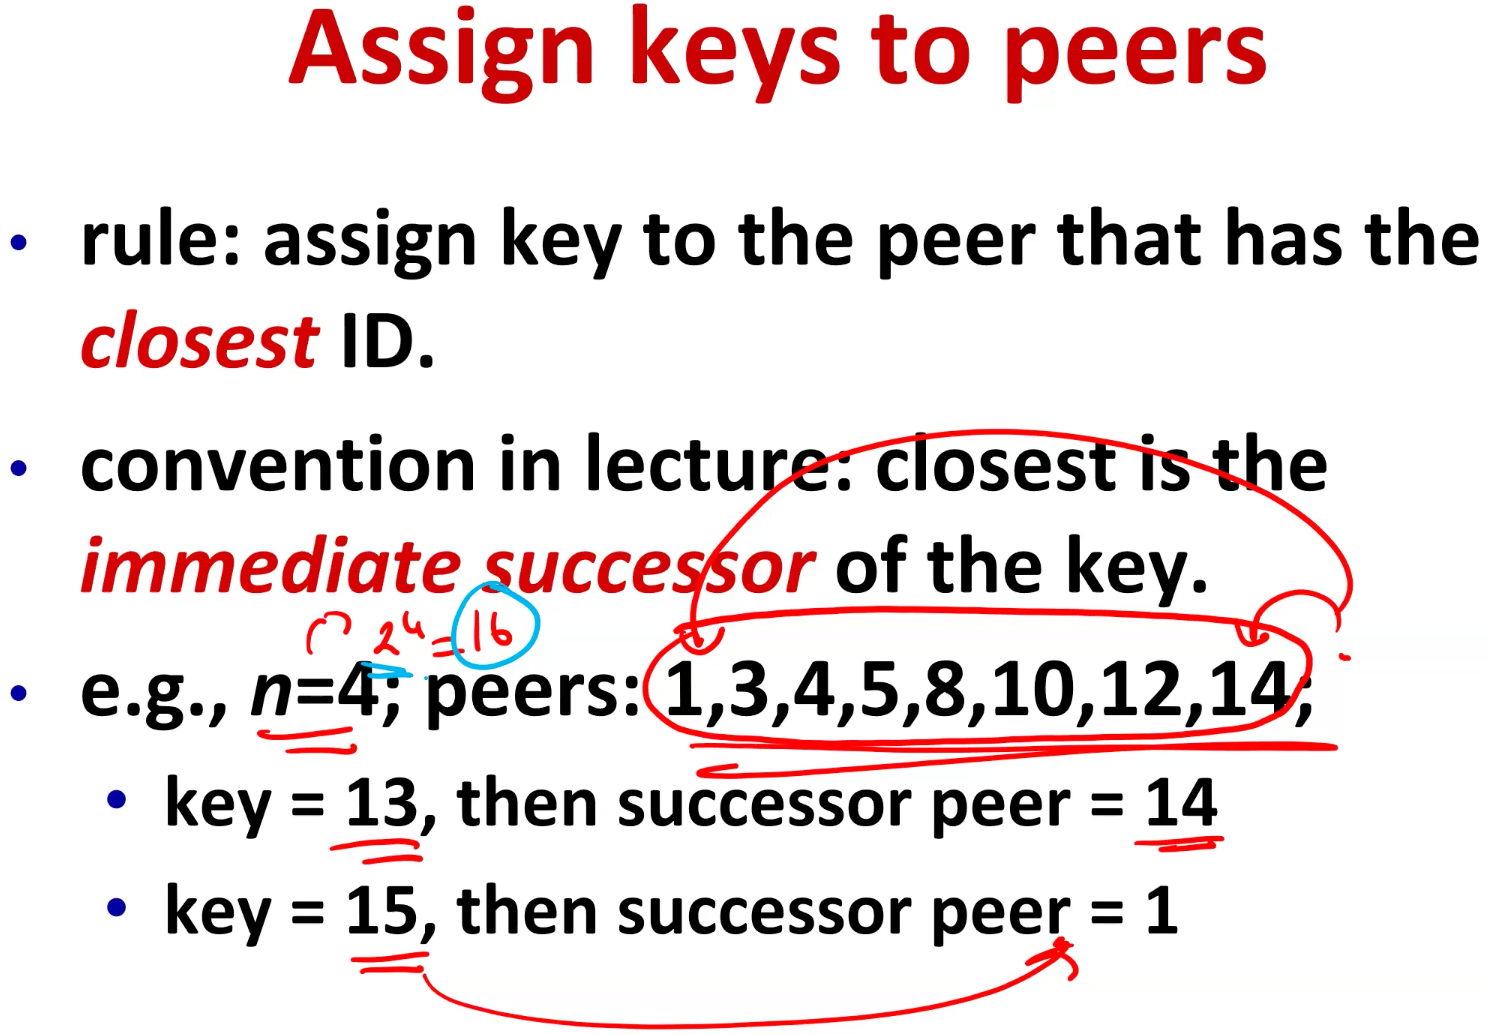 Assign keys to peers
• rule: assign key to the peer that has the
closest ID.
• convention in lecture: closest is the
immediate successor of the key.
2⁴ = 16
• e.g., n=4; peers: 1,3,4,5,8,10,12,14;
• key = 13, then successor peer = 14
• key = 15, then successor peer = 1